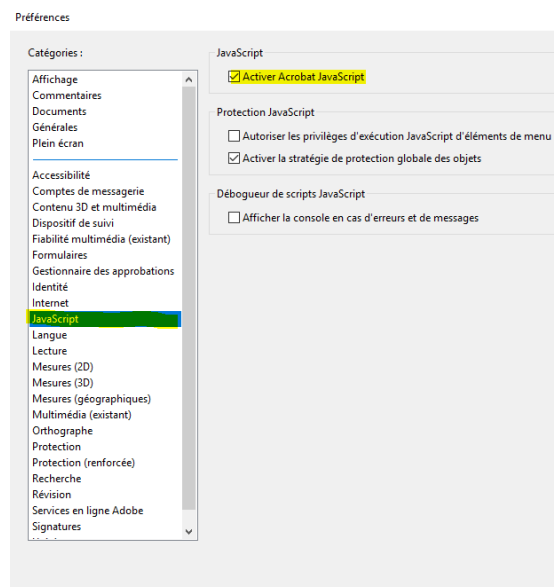 Préférences
Catégories :
Affichage
Commentaires
Documents
Générales
Plein écran
Accessibilité
Comptes de messagerie
Contenu 3D et multimédia
Dispositif de suivi
Fiabilité multimédia (existant)
Formulaires
Gestionnaire des approbations
Identité
Internet
JavaScript
Langue
Lecture
Mesures (2D)
Mesures (3D)
Mesures (géographiques)
Multimédia (existant)
Orthographe
Protection
Protection (renforcée)
Recherche
Révision
Services en ligne Adobe
Signatures
JavaScript
Activer Acrobat JavaScript
Protection JavaScript
Autoriser les privilèges d'exécution JavaScript d'éléments de menu
Activer la stratégie de protection globale des objets
Débogueur de scripts JavaScript
Afficher la console en cas d'erreurs et de messages